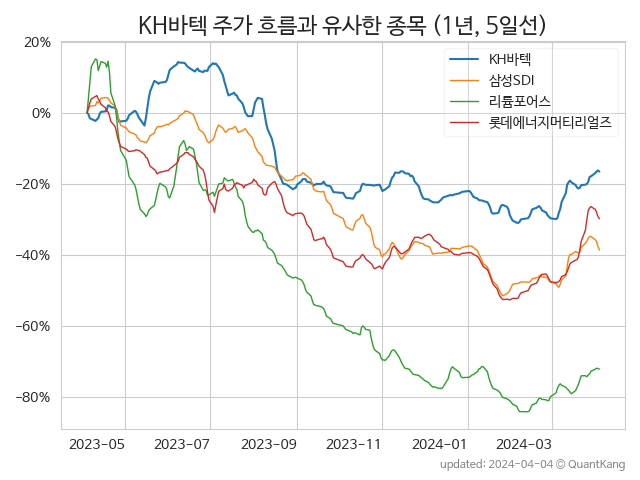 KH바텍 주가 흐름과 유사한 종목 (1년, 5일선)
20%
0%
−20%
−40%
−60%
−80%
KH바텍
삼성SDI
리튬포어스
롯데에너지머티리얼즈
2023-05
2023-07
2023-09
2023-11
2024-01
2024-03
updated: 2024-04-04 © QuantKang